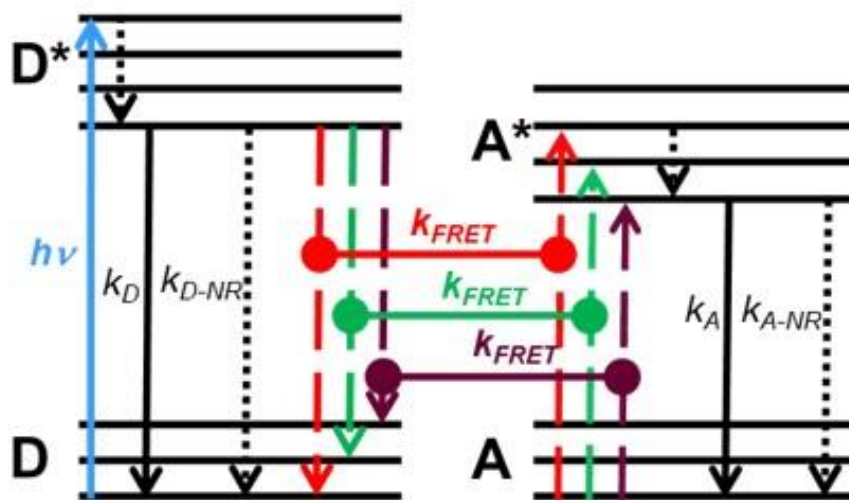 D*
A*
k_FRET
hν
k_D k_D-NR
k_FRET
k_A k_A-NR
k_FRET
D
A